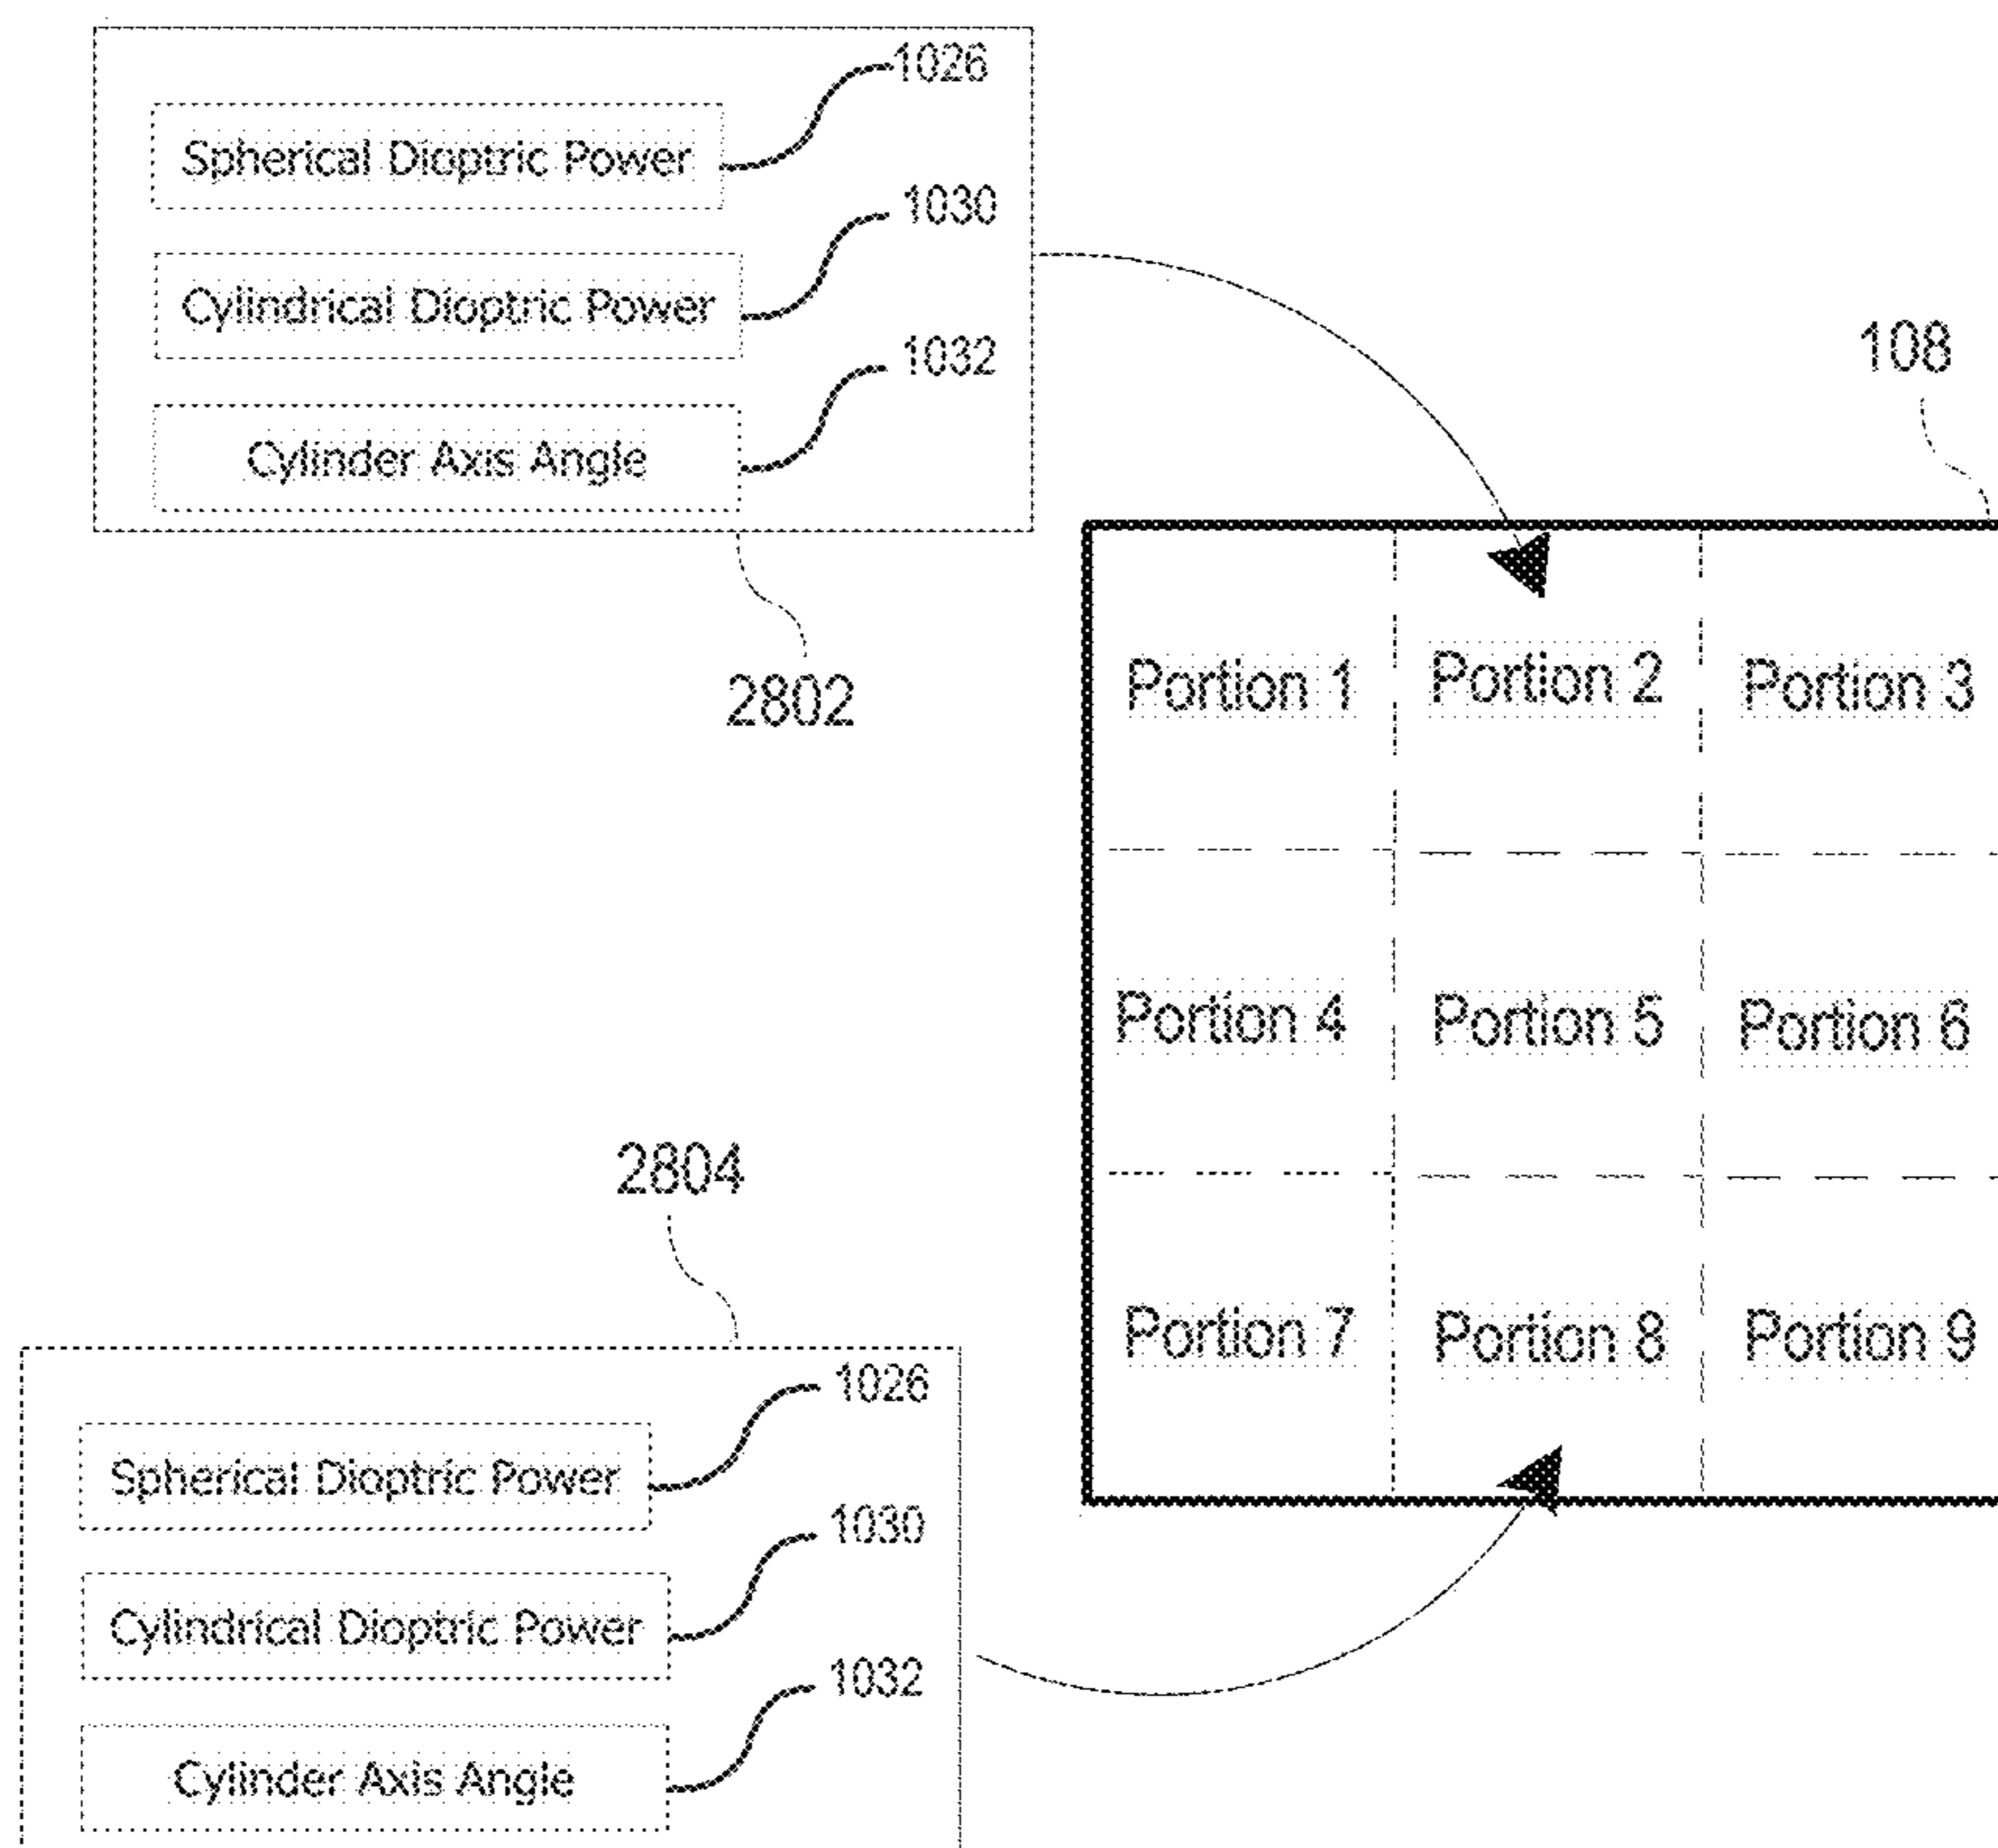 1026
Spherical Dioptric Power
1030
Cylindrical Dioptric Power
1032
Cylinder Axis Angle
2802
108
Portion 1 Portion 2 Portion 3
Portion 4 Portion 5 Portion 6
Portion 7 Portion 8 Portion 9
2804
1026
Spherical Dioptric Power
1030
Cylindrical Dioptric Power
1032
Cylinder Axis Angle